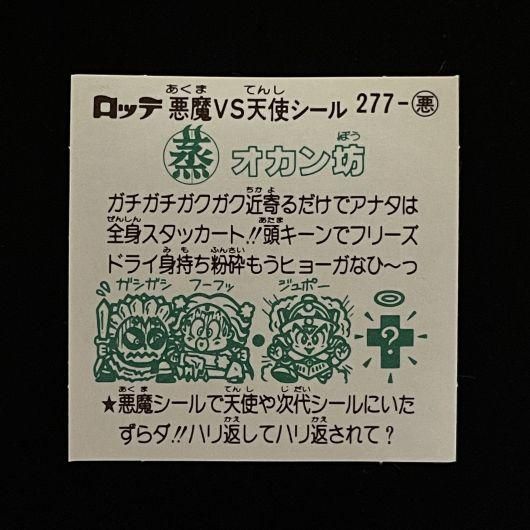 ロッテ 悪魔VS天使シール 277-悪
蒸 オカン坊
ガチガチガクガク近寄るだけでアナタは
全身スタッカート!!頭キーンでフリーズ
ドライ身持ち粉砕もうヒョーガなひ〜っ
ガシガシ フーフッ ジュポー
?
★悪魔シールで天使や次代シールにいた
ずらダ!!ハリ返してハリ返されて?